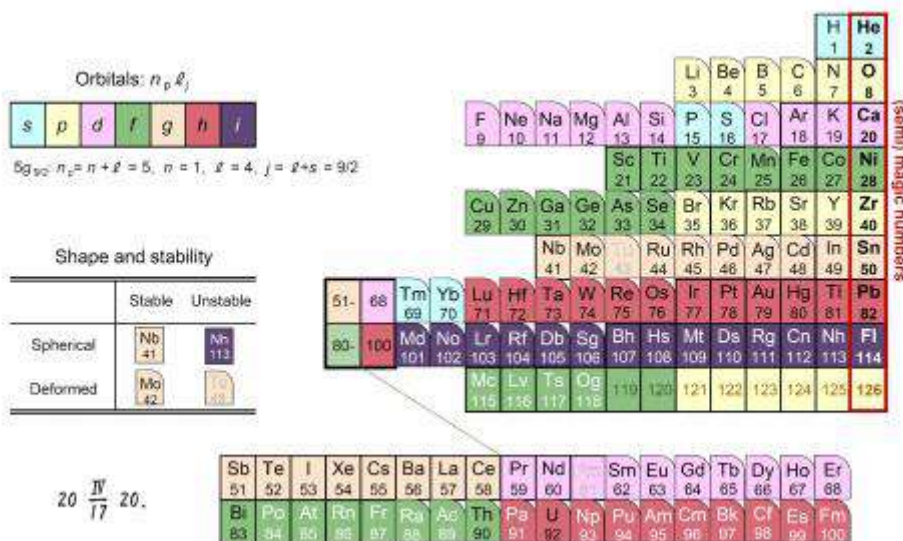 H He
1 2
Orbitals: nₚ ℓⱼ
Li Be B C N O
3 4 5 6 7 8
s p d f g h i
F Ne Na Mg Al Si P S Cl Ar K Ca
9 10 11 12 13 14 15 16 17 18 19 20
5g9/2: nₚ= n + ℓ = 5, n = 1, ℓ = 4, j = ℓ+s = 9/2
Sc Ti V Cr Mn Fe Co Ni
21 22 23 24 25 26 27 28
Cu Zn Ga Ge As Se Br Kr Rb Sr Y Zr
29 30 31 32 33 34 35 36 37 38 39 40
(semi) magic numbers
Nb Mo Ru Rh Pd Ag Cd In Sn
41 42 43 44 45 46 47 48 49 50
Shape and stability
Stable Unstable
Spherical Nb 41 Nh 113
Deformed Mo 42
51- 68 Tm Yb Lu Hf Ta W Re Os Ir Pt Au Hg Tl Pb
69 70 71 72 73 74 75 76 77 78 79 80 81 82
100 Md No Lr Rf Db Sg Bh Hs Mt Ds Rg Cn Nh Fl
101 102 103 104 105 106 107 108 109 110 111 112 113 114
Mc Lv Ts Og 119 120 121 122 123 124 125 126
115 116 117 118
Sb Te I Xe Cs Ba La Ce Pr Nd Sm Eu Gd Tb Dy Ho Er
51 52 53 54 55 56 57 58 59 60 61 62 63 64 65 66 67 68
20 IV/17 20.
Bi Po At Rn Fr Ra Ac Th Pa U Np Pu Am Cm Bk Cf Es Fm
83 84 85 86 87 88 89 90 91 92 93 94 95 96 97 98 99 100